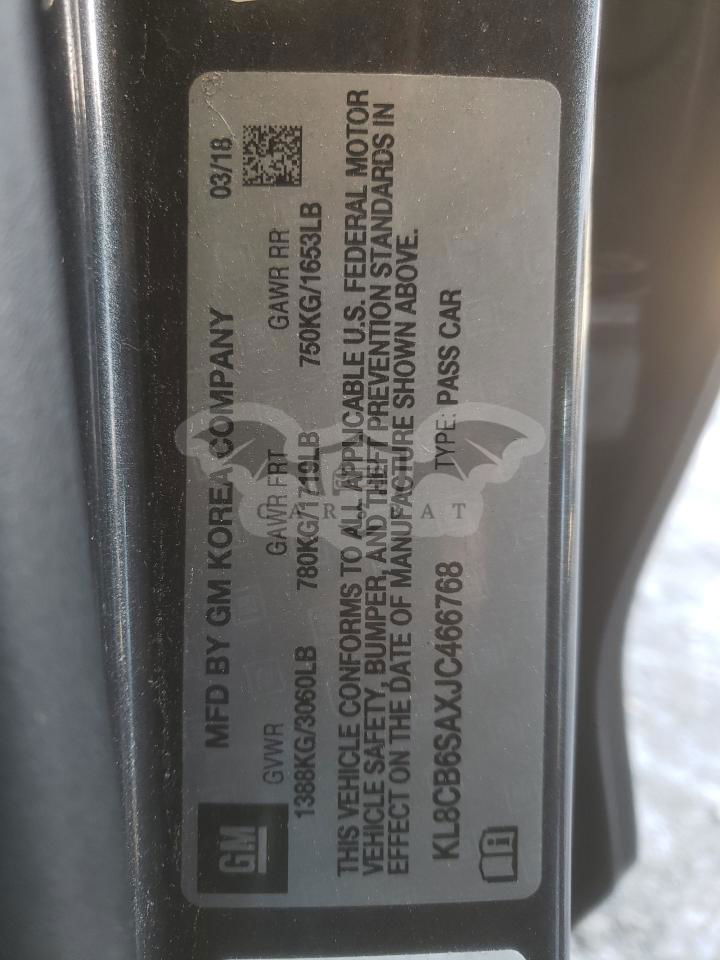 MFD BY GM KOREA COMPANY 03/18
GM
GVWR GAWR FRT GAWR RR
1388KG/3060LB 780KG/1719LB 750KG/1653LB
THIS VEHICLE CONFORMS TO ALL APPLICABLE U.S. FEDERAL MOTOR
VEHICLE SAFETY, BUMPER, AND THEFT PREVENTION STANDARDS IN
EFFECT ON THE DATE OF MANUFACTURE SHOWN ABOVE.
KL8CB6SAXJC466768 TYPE: PASS CAR